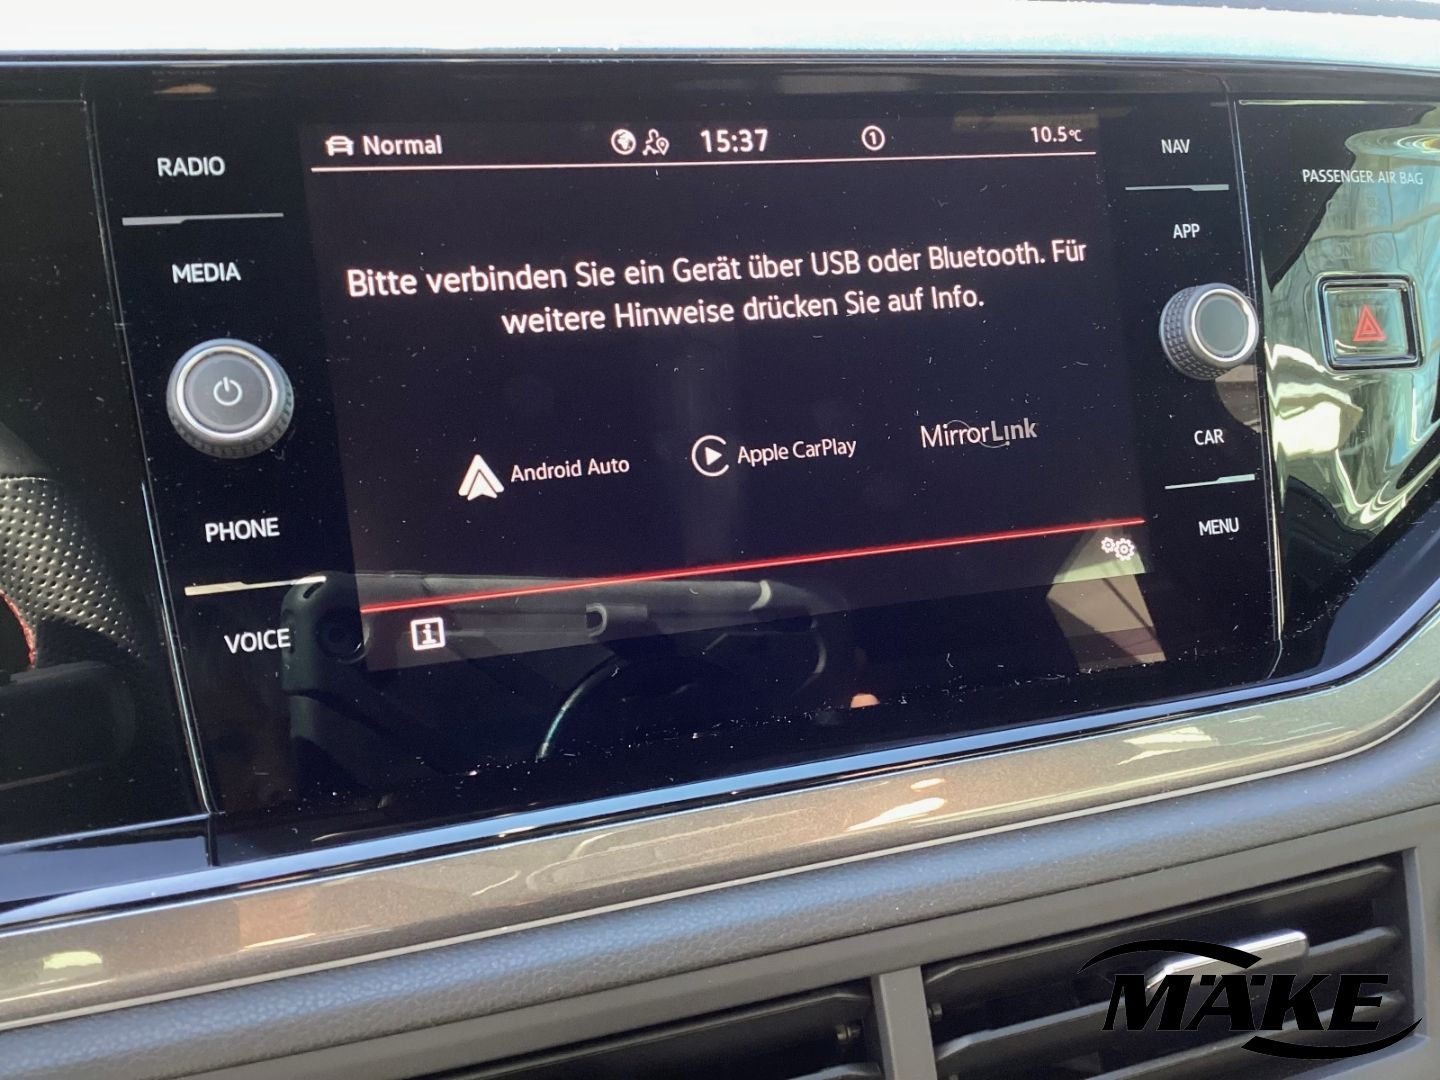 Normal
15:37
1
10.5°C
RADIO
MEDIA
PHONE
VOICE
Bitte verbinden Sie ein Gerät über USB oder Bluetooth. Für
weitere Hinweise drücken Sie auf Info.
Android Auto
Apple CarPlay
MirrorLink
i
NAV
APP
CAR
MENU
PASSENGER AIR BAG
MÄKE